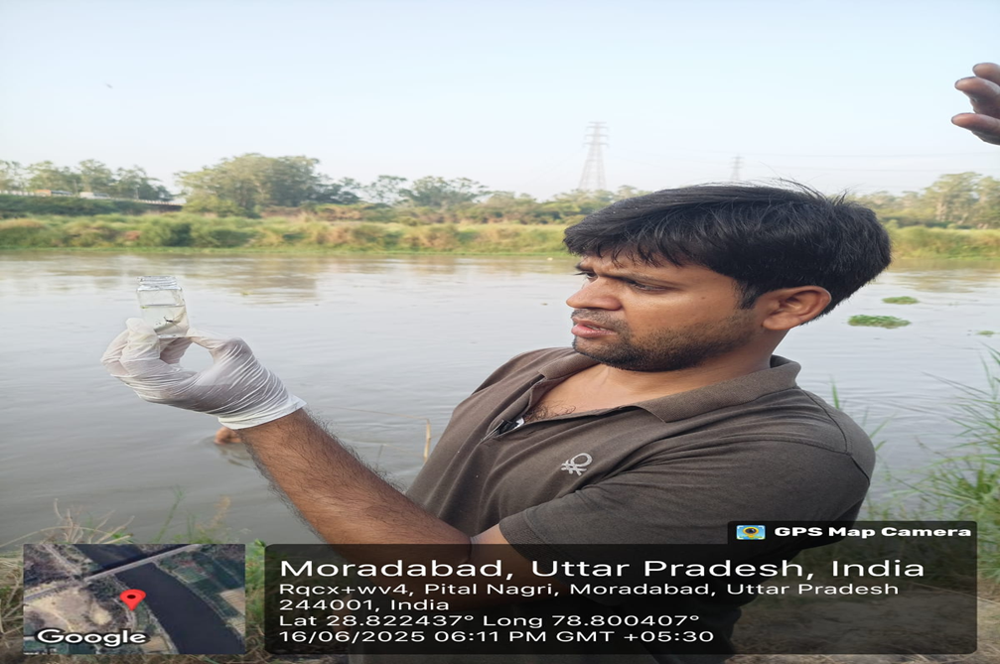 GPS Map Camera
Moradabad, Uttar Pradesh, India
Rqcx+wv4, Pital Nagri, Moradabad, Uttar Pradesh
244001, India
Lat 28.822437° Long 78.800407°
16/06/2025 06:11 PM GMT +05:30
Google